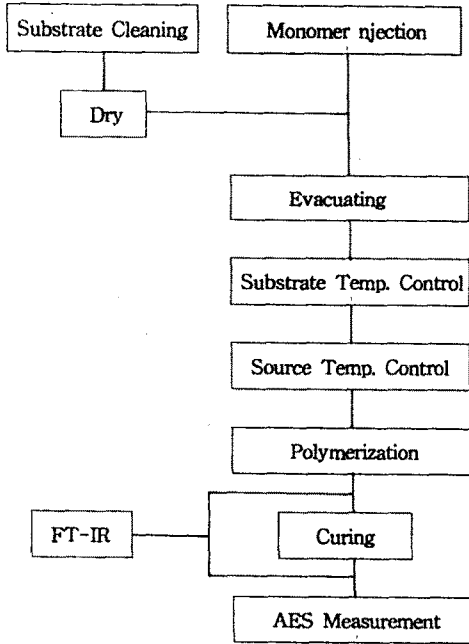 Substrate Cleaning
Monomer njection
Dry
Evacuating
Substrate Temp. Control
Source Temp. Control
Polymerization
FT-IR
Curing
AES Measurement